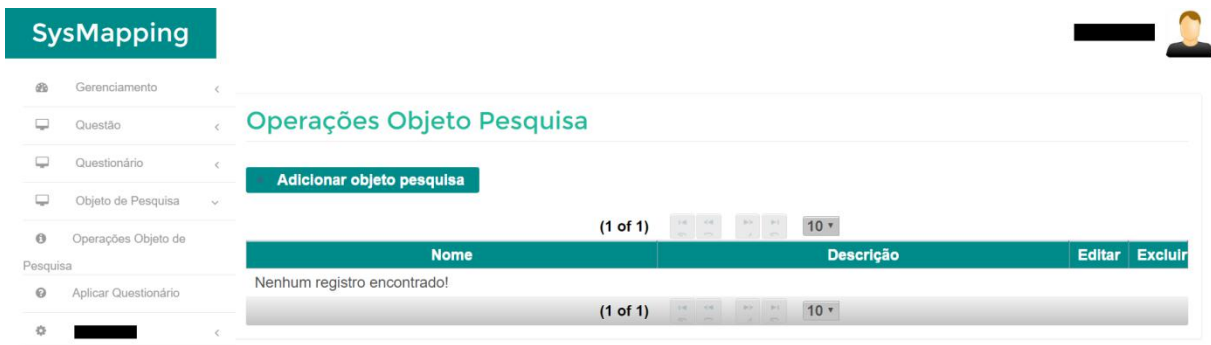 SysMapping
Gerenciamento
Questão
Questionário
Objeto de Pesquisa
Operações Objeto de
Pesquisa
Aplicar Questionário
Operações Objeto Pesquisa
Adicionar objeto pesquisa
(1 of 1) 10
Nome Descrição Editar Excluir
Nenhum registro encontrado!
(1 of 1) 10